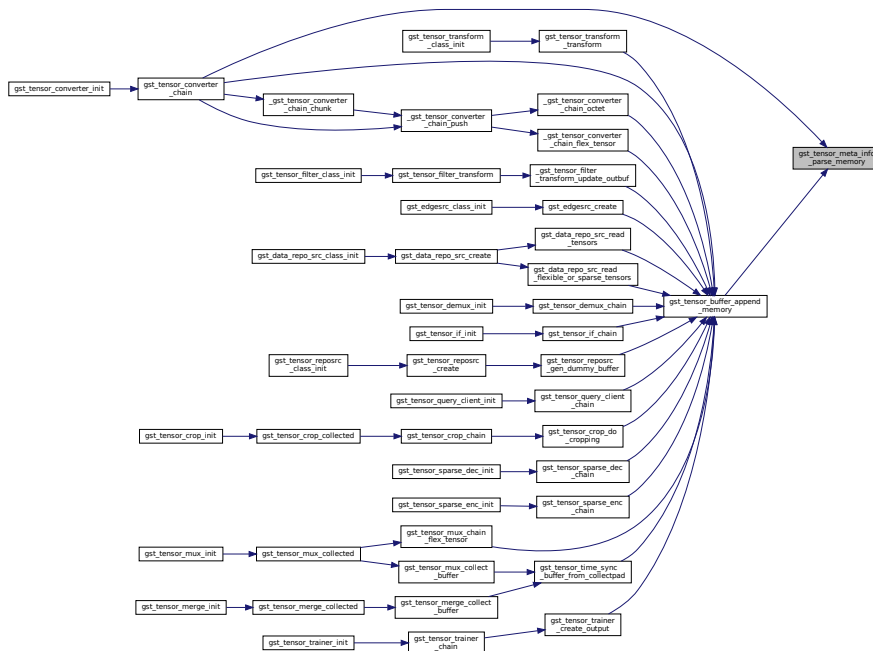 gst_tensor_transform
_class_init
gst_tensor_transform
_transform
gst_tensor_converter_init
gst_tensor_converter
_chain
_gst_tensor_converter
_chain_chunk
_gst_tensor_converter
_chain_push
_gst_tensor_converter
_chain_octet
_gst_tensor_converter
_chain_flex_tensor
gst_tensor_meta_info
_parse_memory
gst_tensor_filter_class_init
gst_tensor_filter_transform
_gst_tensor_filter
_transform_update_outbuf
gst_edgesrc_class_init
gst_edgesrc_create
gst_data_repo_src_class_init
gst_data_repo_src_create
gst_data_repo_src_read
_tensors
gst_data_repo_src_read
_flexible_or_sparse_tensors
gst_tensor_buffer_append
_memory
gst_tensor_demux_init
gst_tensor_demux_chain
gst_tensor_if_init
gst_tensor_if_chain
gst_tensor_reposrc
_class_init
gst_tensor_reposrc
_create
gst_tensor_reposrc
_gen_dummy_buffer
gst_tensor_query_client_init
gst_tensor_query_client
_chain
gst_tensor_crop_init
gst_tensor_crop_collected
gst_tensor_crop_chain
gst_tensor_crop_do
_cropping
gst_tensor_sparse_dec_init
gst_tensor_sparse_dec
_chain
gst_tensor_sparse_enc_init
gst_tensor_sparse_enc
_chain
gst_tensor_mux_init
gst_tensor_mux_collected
gst_tensor_mux_chain
_flex_tensor
gst_tensor_mux_collect
_buffer
gst_tensor_time_sync
_buffer_from_collectpad
gst_tensor_merge_init
gst_tensor_merge_collected
gst_tensor_merge_collect
_buffer
gst_tensor_trainer_init
gst_tensor_trainer
_chain
gst_tensor_trainer
_create_output